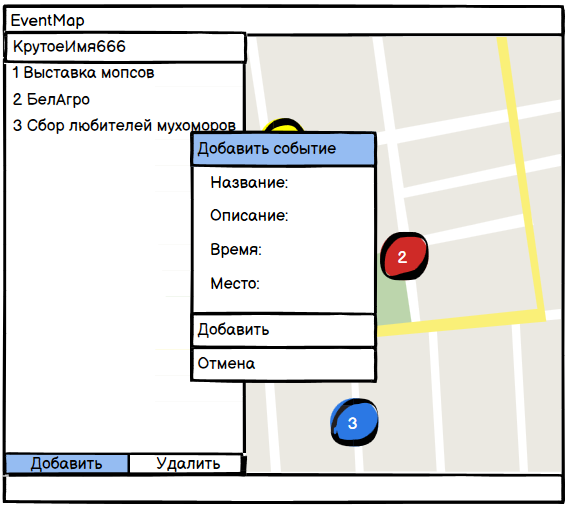 EventMap
КрутоеИмя666
1 Выставка мопсов
2 БелАгро
3 Сбор любителей мухоморов
Добавить событие
Название:
Описание:
Время:
Место:
Добавить
Отмена
2
3
Добавить
Удалить